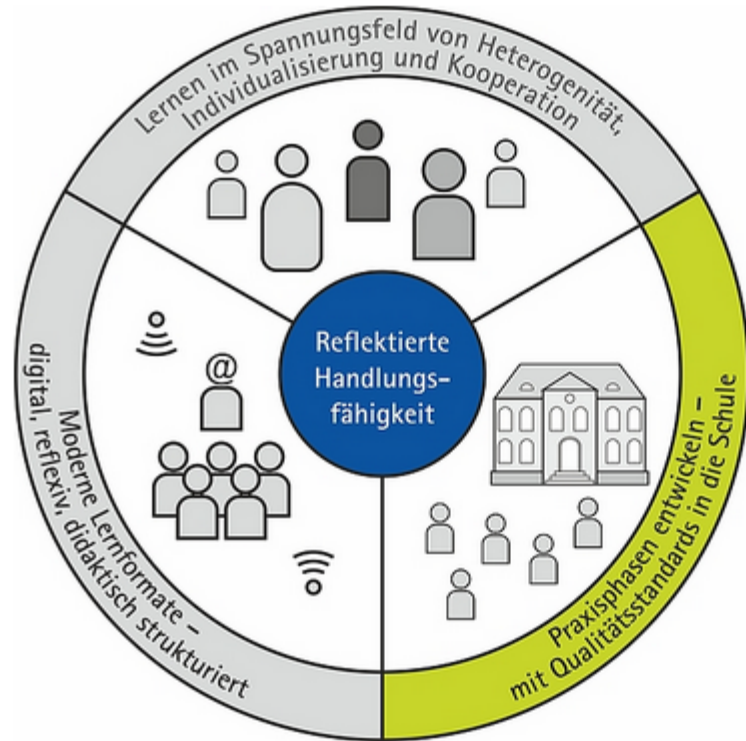 Lernen im Spannungsfeld von Heterogenität,
Individualisierung und Kooperation
Reflektierte
Handlungs-
fähigkeit
@
Moderne Lernformate –
digital, reflexiv, didaktisch strukturiert
Praxisphasen entwickeln –
mit Qualitätsstandards in die Schule